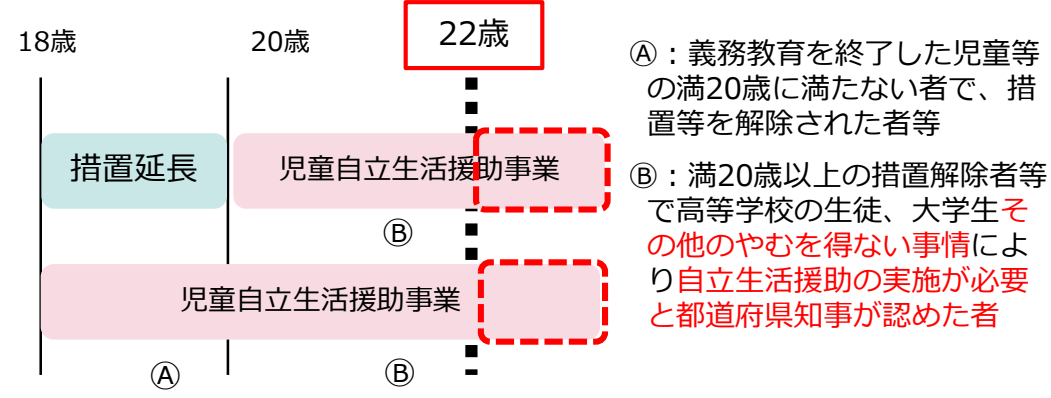 18歳
20歳
22歳
措置延長
児童自立生活援助事業
Ⓑ
児童自立生活援助事業
Ⓐ
Ⓑ
Ⓐ：義務教育を終了した児童等
の満20歳に満たない者で、措
置等を解除された者等
Ⓑ：満20歳以上の措置解除者等
で高等学校の生徒、大学生そ
の他のやむを得ない事情によ
り自立生活援助の実施が必要
と都道府県知事が認めた者